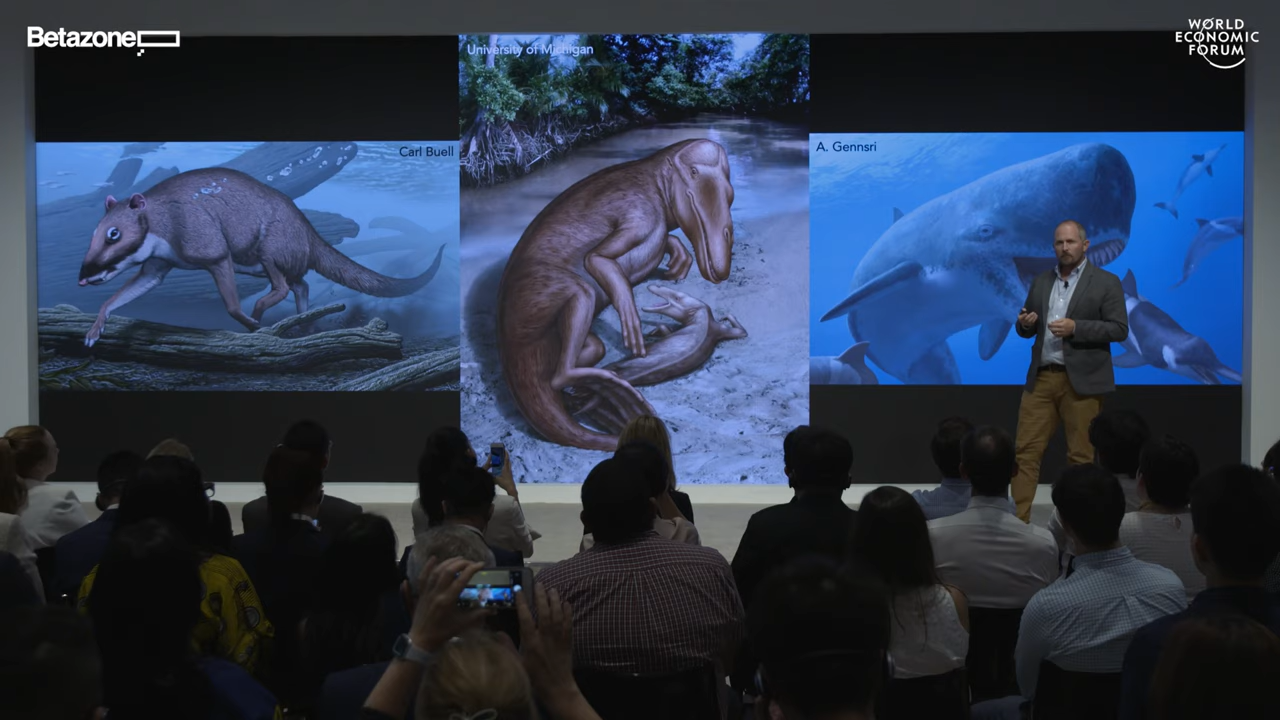 Betazone
WORLD
ECONOMIC
FORUM
University of Michigan
Carl Buell
A. Gennsri